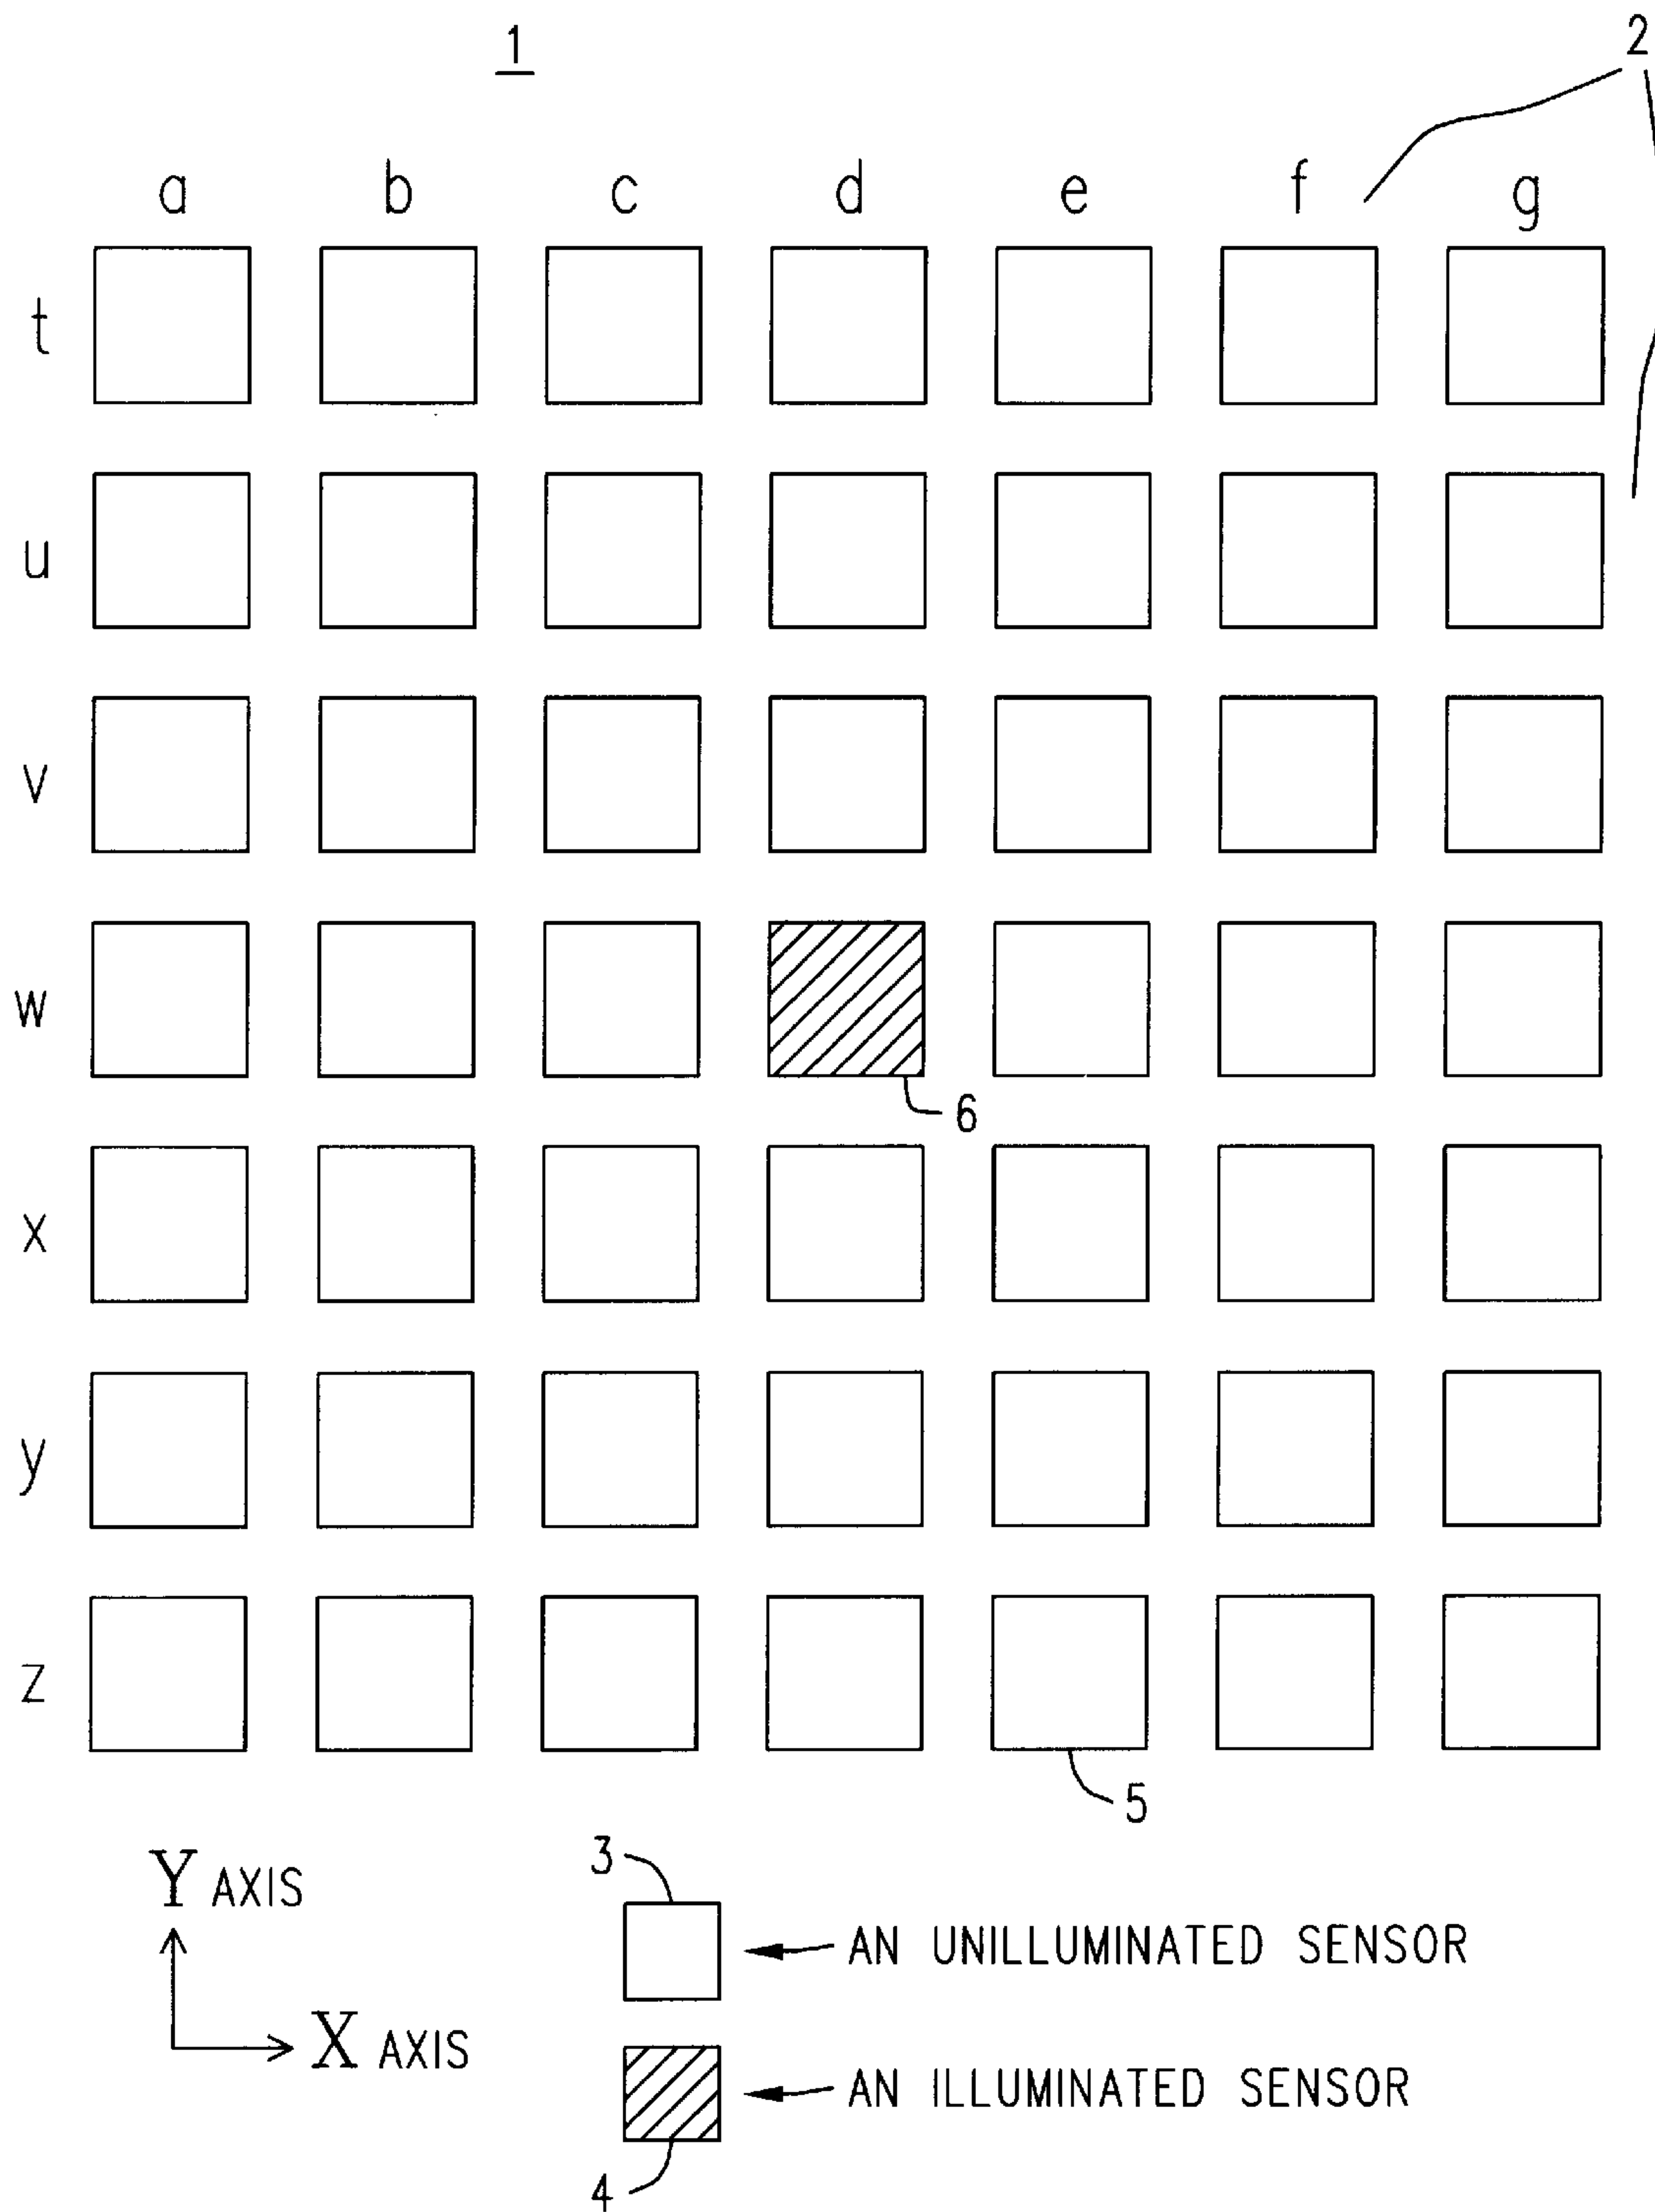 1
2
a b c d e f g
t
u
v
w
6
x
y
z
5
Y AXIS
X AXIS
3
AN UNILLUMINATED SENSOR
AN ILLUMINATED SENSOR
4